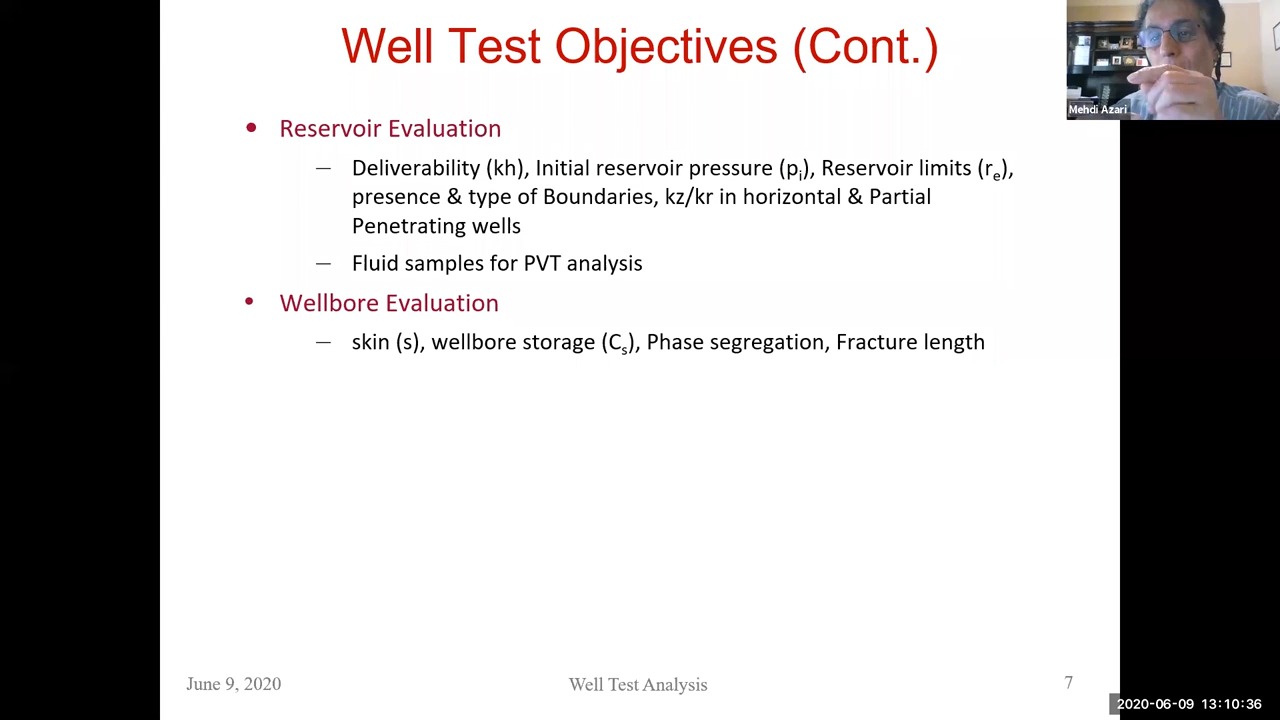 Well Test Objectives (Cont.)
Mehdi Azari
• Reservoir Evaluation
— Deliverability (kh), Initial reservoir pressure (pi), Reservoir limits (re),
presence & type of Boundaries, kz/kr in horizontal & Partial
Penetrating wells
— Fluid samples for PVT analysis
• Wellbore Evaluation
— skin (s), wellbore storage (Cs), Phase segregation, Fracture length
June 9, 2020
Well Test Analysis
7
2020-06-09 13:10:36